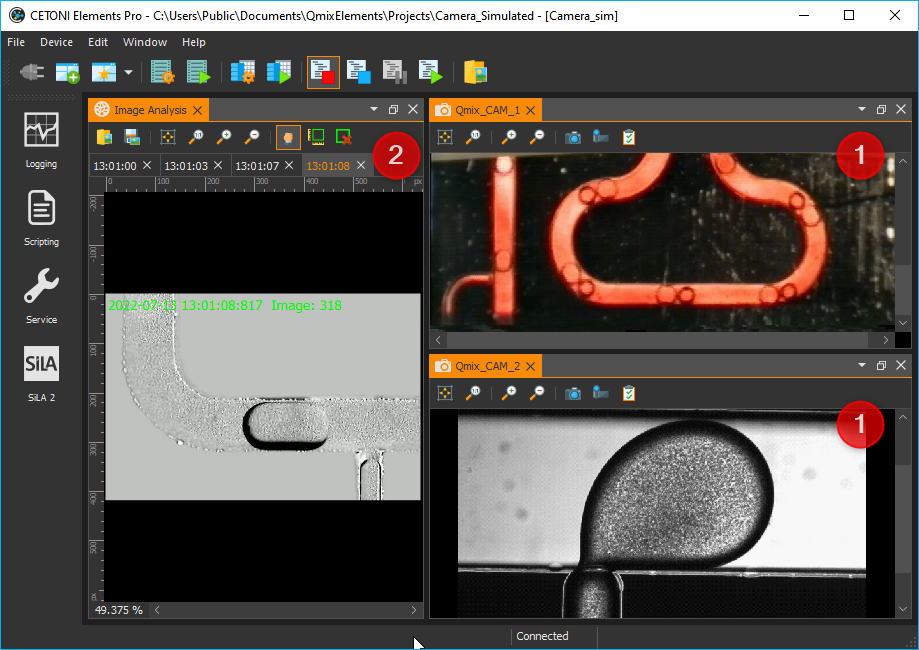 CETONI Elements Pro - C:\Users\Public\Documents\QmixElements\Projects\Camera_Simulated - [Camera_sim]
File Device Edit Window Help
Logging
Scripting
Service
SiLA
SiLA 2
Image Analysis
13:01:00 13:01:03 13:01:07 13:01:08
2
0 100 200 300 400 500 px
-200
-100
0
100
200
300
400
500
px
2022-07-13 13:01:08:817 Image: 318
49.375 %
Qmix_CAM_1
1
Qmix_CAM_2
1
Connected